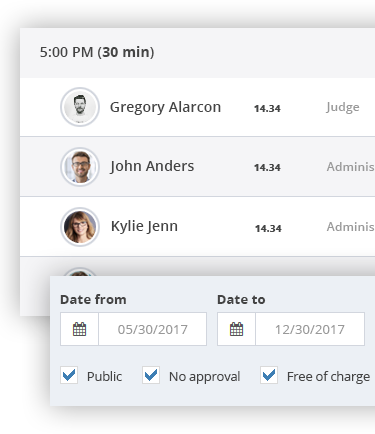 5:00 PM (30 min)
Gregory Alarcon 14.34 Judge
John Anders 14.34 Adminis
Kylie Jenn 14.34 Adminis
Date from Date to
05/30/2017 12/30/2017
Public No approval Free of charge